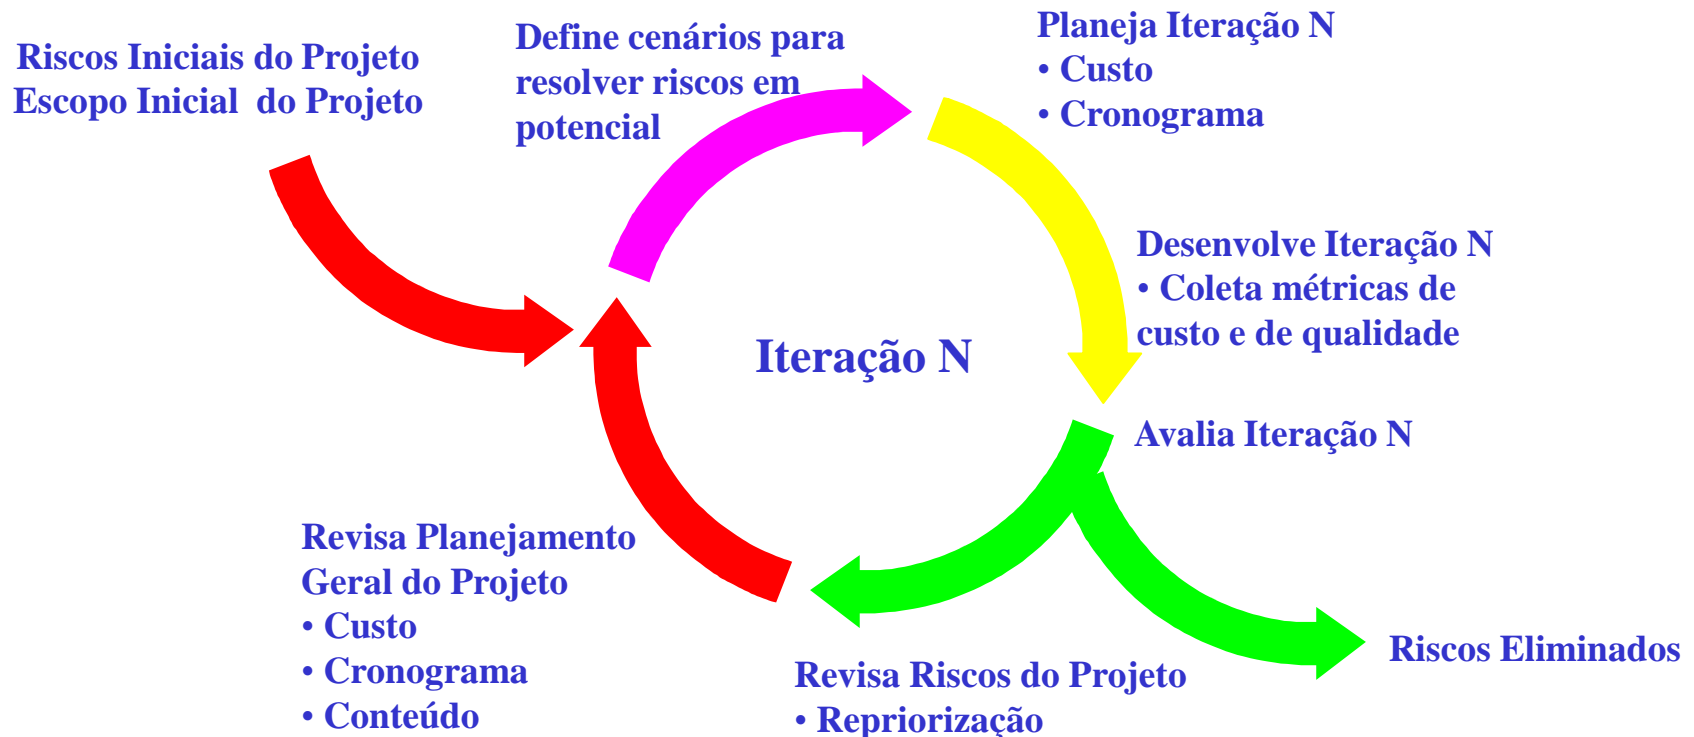 Riscos Iniciais do Projeto
Escopo Inicial do Projeto
Define cenários para
resolver riscos em
potencial
Planeja Iteração N
• Custo
• Cronograma
Desenvolve Iteração N
• Coleta métricas de
custo e de qualidade
Iteração N
Avalia Iteração N
Revisa Planejamento
Geral do Projeto
• Custo
• Cronograma
• Conteúdo
Revisa Riscos do Projeto
• Repriorização
Riscos Eliminados